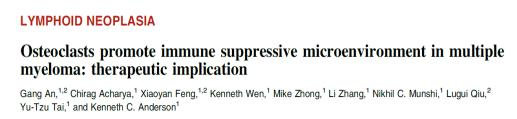 LYMPHOID NEOPLASIA
Osteoclasts promote immune suppressive microenvironment in multiple
myeloma: therapeutic implication
Gang An,1,2 Chirag Acharya,1 Xiaoyan Feng,1,2 Kenneth Wen,1 Mike Zhong,1 Li Zhang,1 Nikhil C. Munshi,1 Lugui Qiu,2
Yu-Tzu Tai,1 and Kenneth C. Anderson1